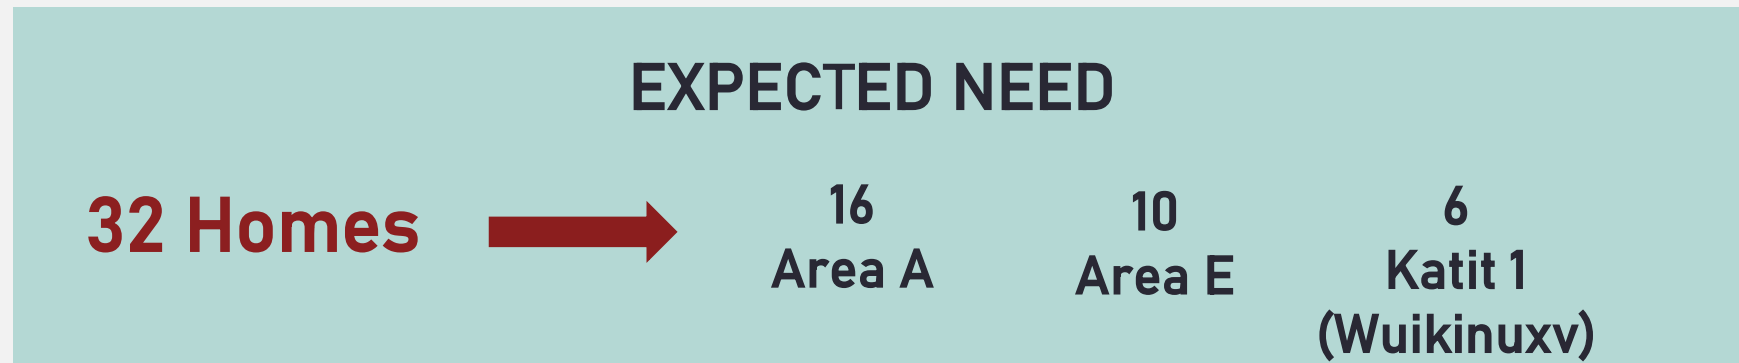 EXPECTED NEED
32 Homes
16
Area A
10
Area E
6
Katit 1
(Wuikinuxv)